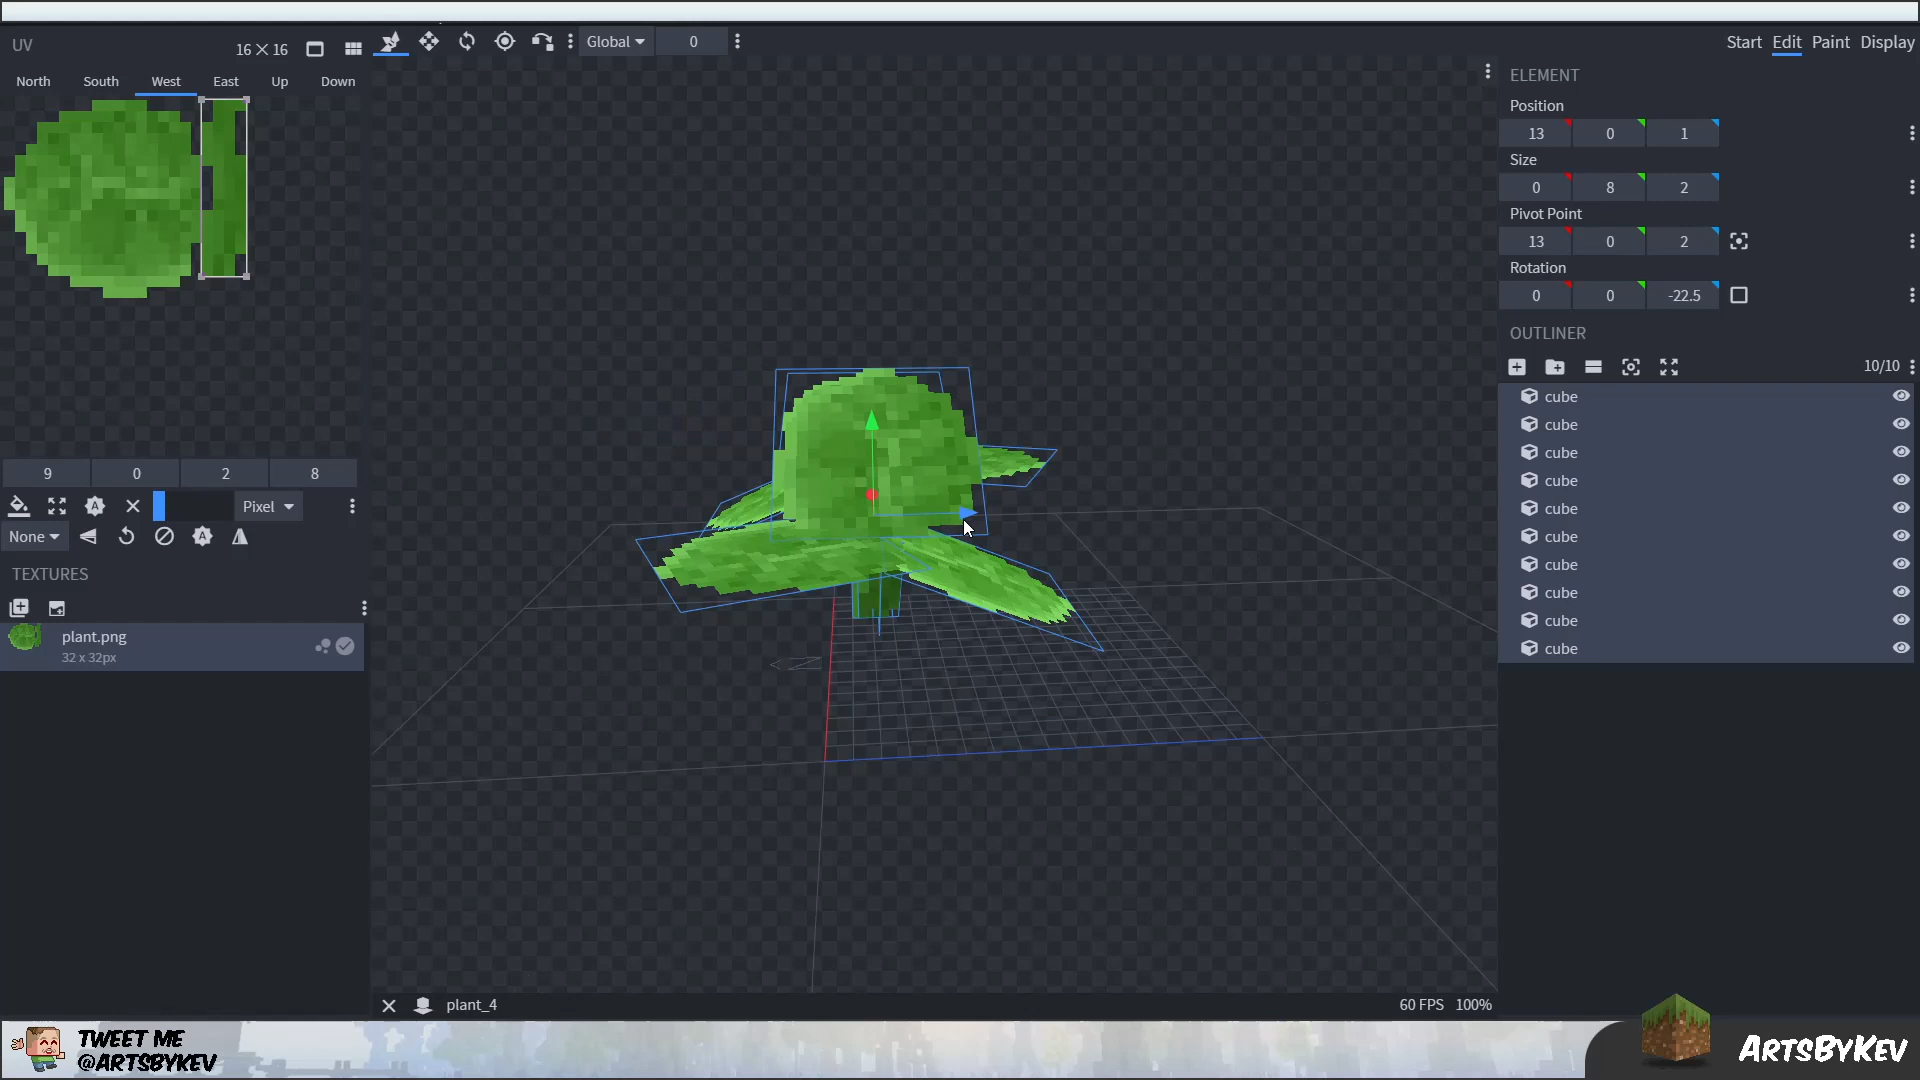 UV
16 × 16
Global
0
Start
Edit
Paint
Display
North
South
West
East
Up
Down
ELEMENT
Position
13
0
1
Size
0
8
2
Pivot Point
13
0
2
Rotation
0
0
-22.5
OUTLINER
10/10
cube
cube
cube
cube
cube
cube
cube
cube
cube
cube
9
0
2
8
Pixel
None
TEXTURES
plant.png
32 x 32px
plant_4
60 FPS
100%
TWEET ME
@ARTSBYKEV
ARTSBYKEV